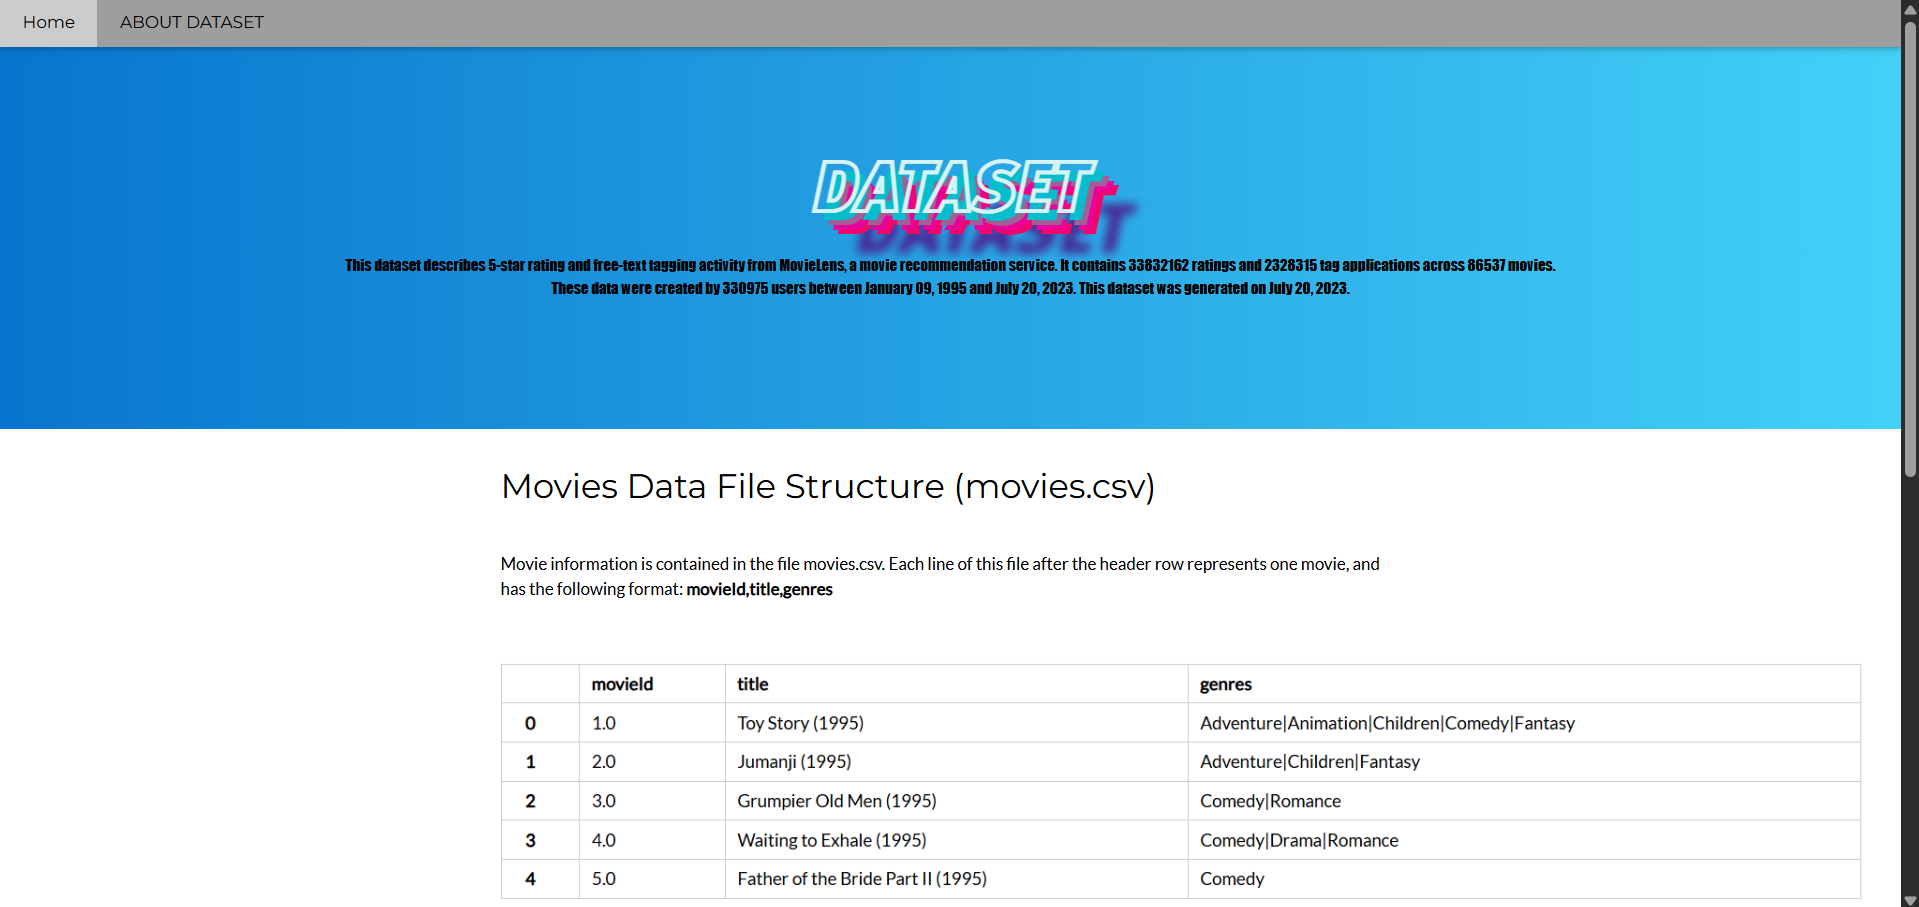 Home ABOUT DATASET
DATASET
This dataset describes 5-star rating and free-text tagging activity from MovieLens, a movie recommendation service. It contains 33832162 ratings and 2328315 tag applications across 86537 movies.
These data were created by 330975 users between January 09, 1995 and July 20, 2023. This dataset was generated on July 20, 2023.
Movies Data File Structure (movies.csv)
Movie information is contained in the file movies.csv. Each line of this file after the header row represents one movie, and
has the following format: movieId,title,genres
movieId title genres
0 1.0 Toy Story (1995) Adventure|Animation|Children|Comedy|Fantasy
1 2.0 Jumanji (1995) Adventure|Children|Fantasy
2 3.0 Grumpier Old Men (1995) Comedy|Romance
3 4.0 Waiting to Exhale (1995) Comedy|Drama|Romance
4 5.0 Father of the Bride Part II (1995) Comedy